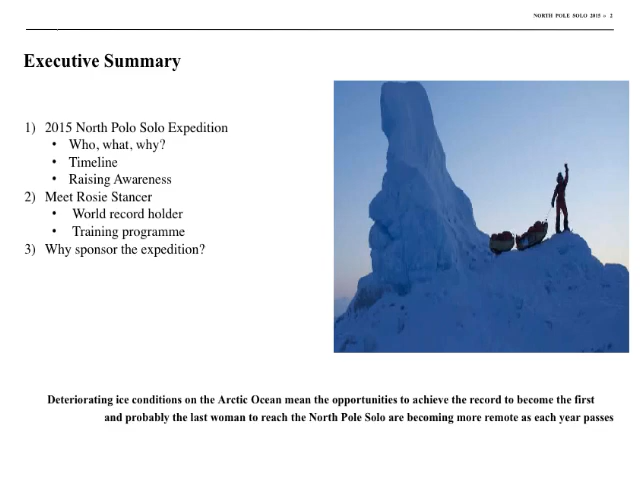 NORTH POLE SOLO 2015 » 2
Executive Summary
1) 2015 North Polo Solo Expedition
• Who, what, why?
• Timeline
• Raising Awareness
2) Meet Rosie Stancer
• World record holder
• Training programme
3) Why sponsor the expedition?
Deteriorating ice conditions on the Arctic Ocean mean the opportunities to achieve the record to become the first
and probably the last woman to reach the North Pole Solo are becoming more remote as each year passes